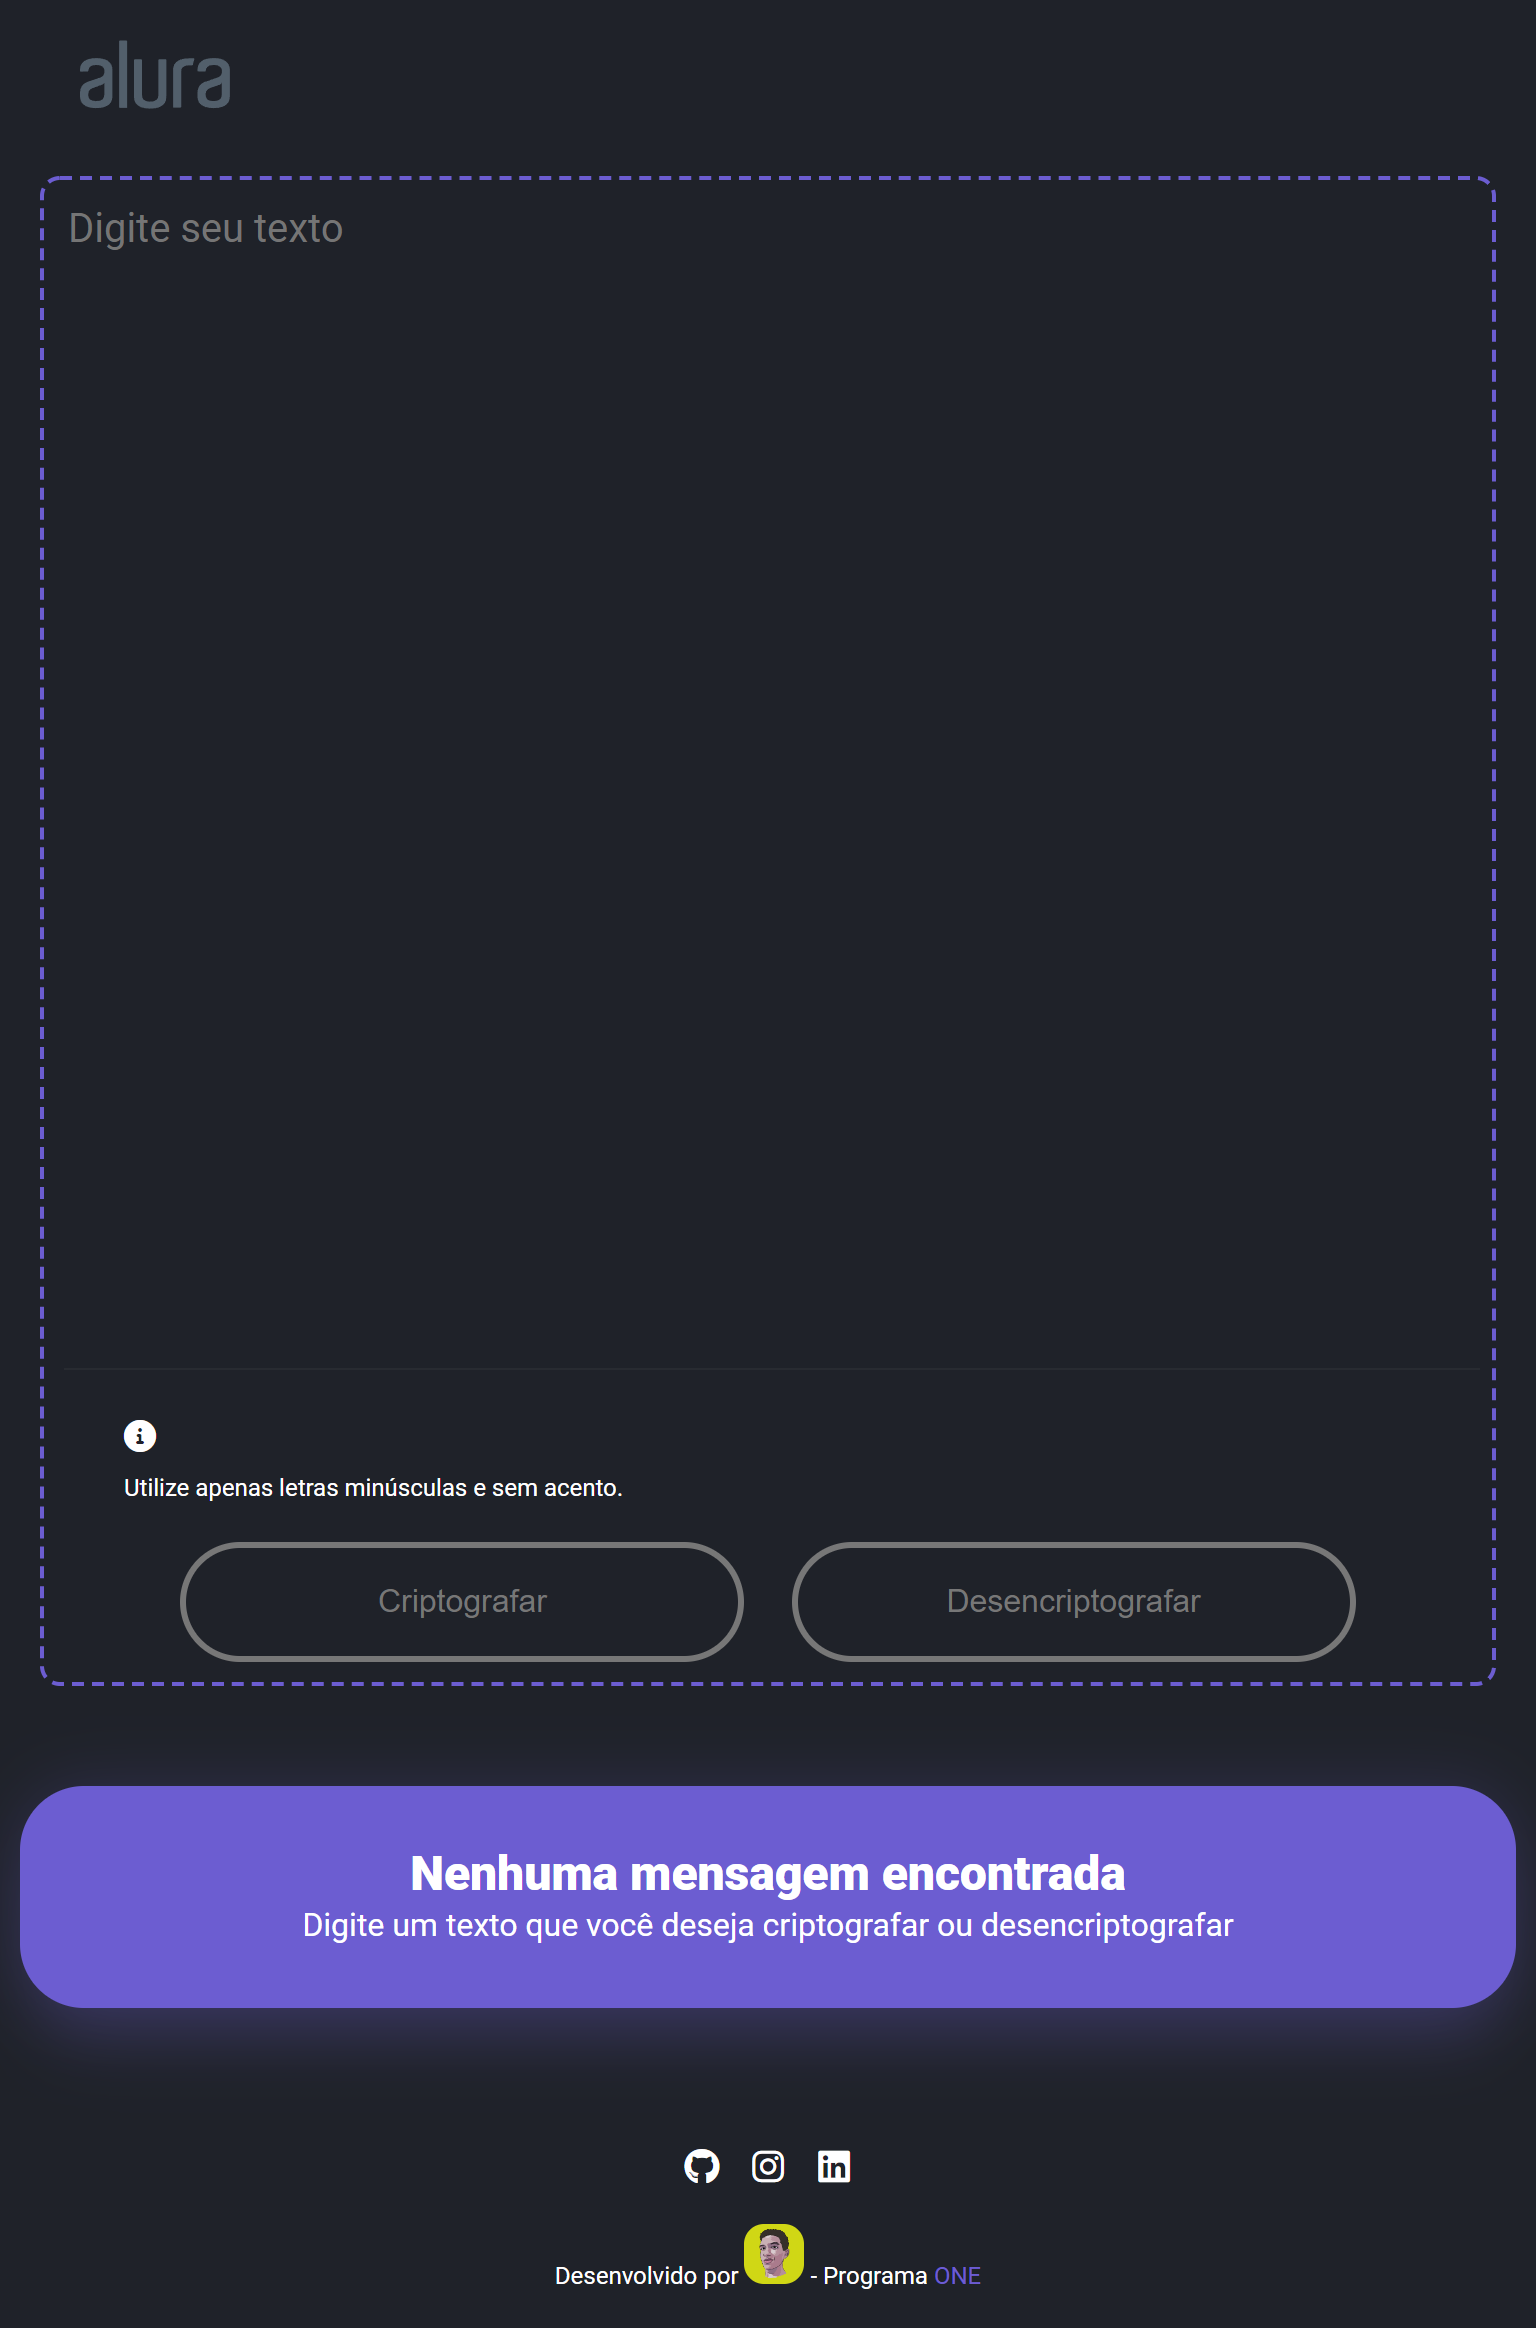 alura
Digite seu texto
Utilize apenas letras minúsculas e sem acento.
Criptografar
Desencriptografar
Nenhuma mensagem encontrada
Digite um texto que você deseja criptografar ou desencriptografar
Desenvolvido por - Programa ONE